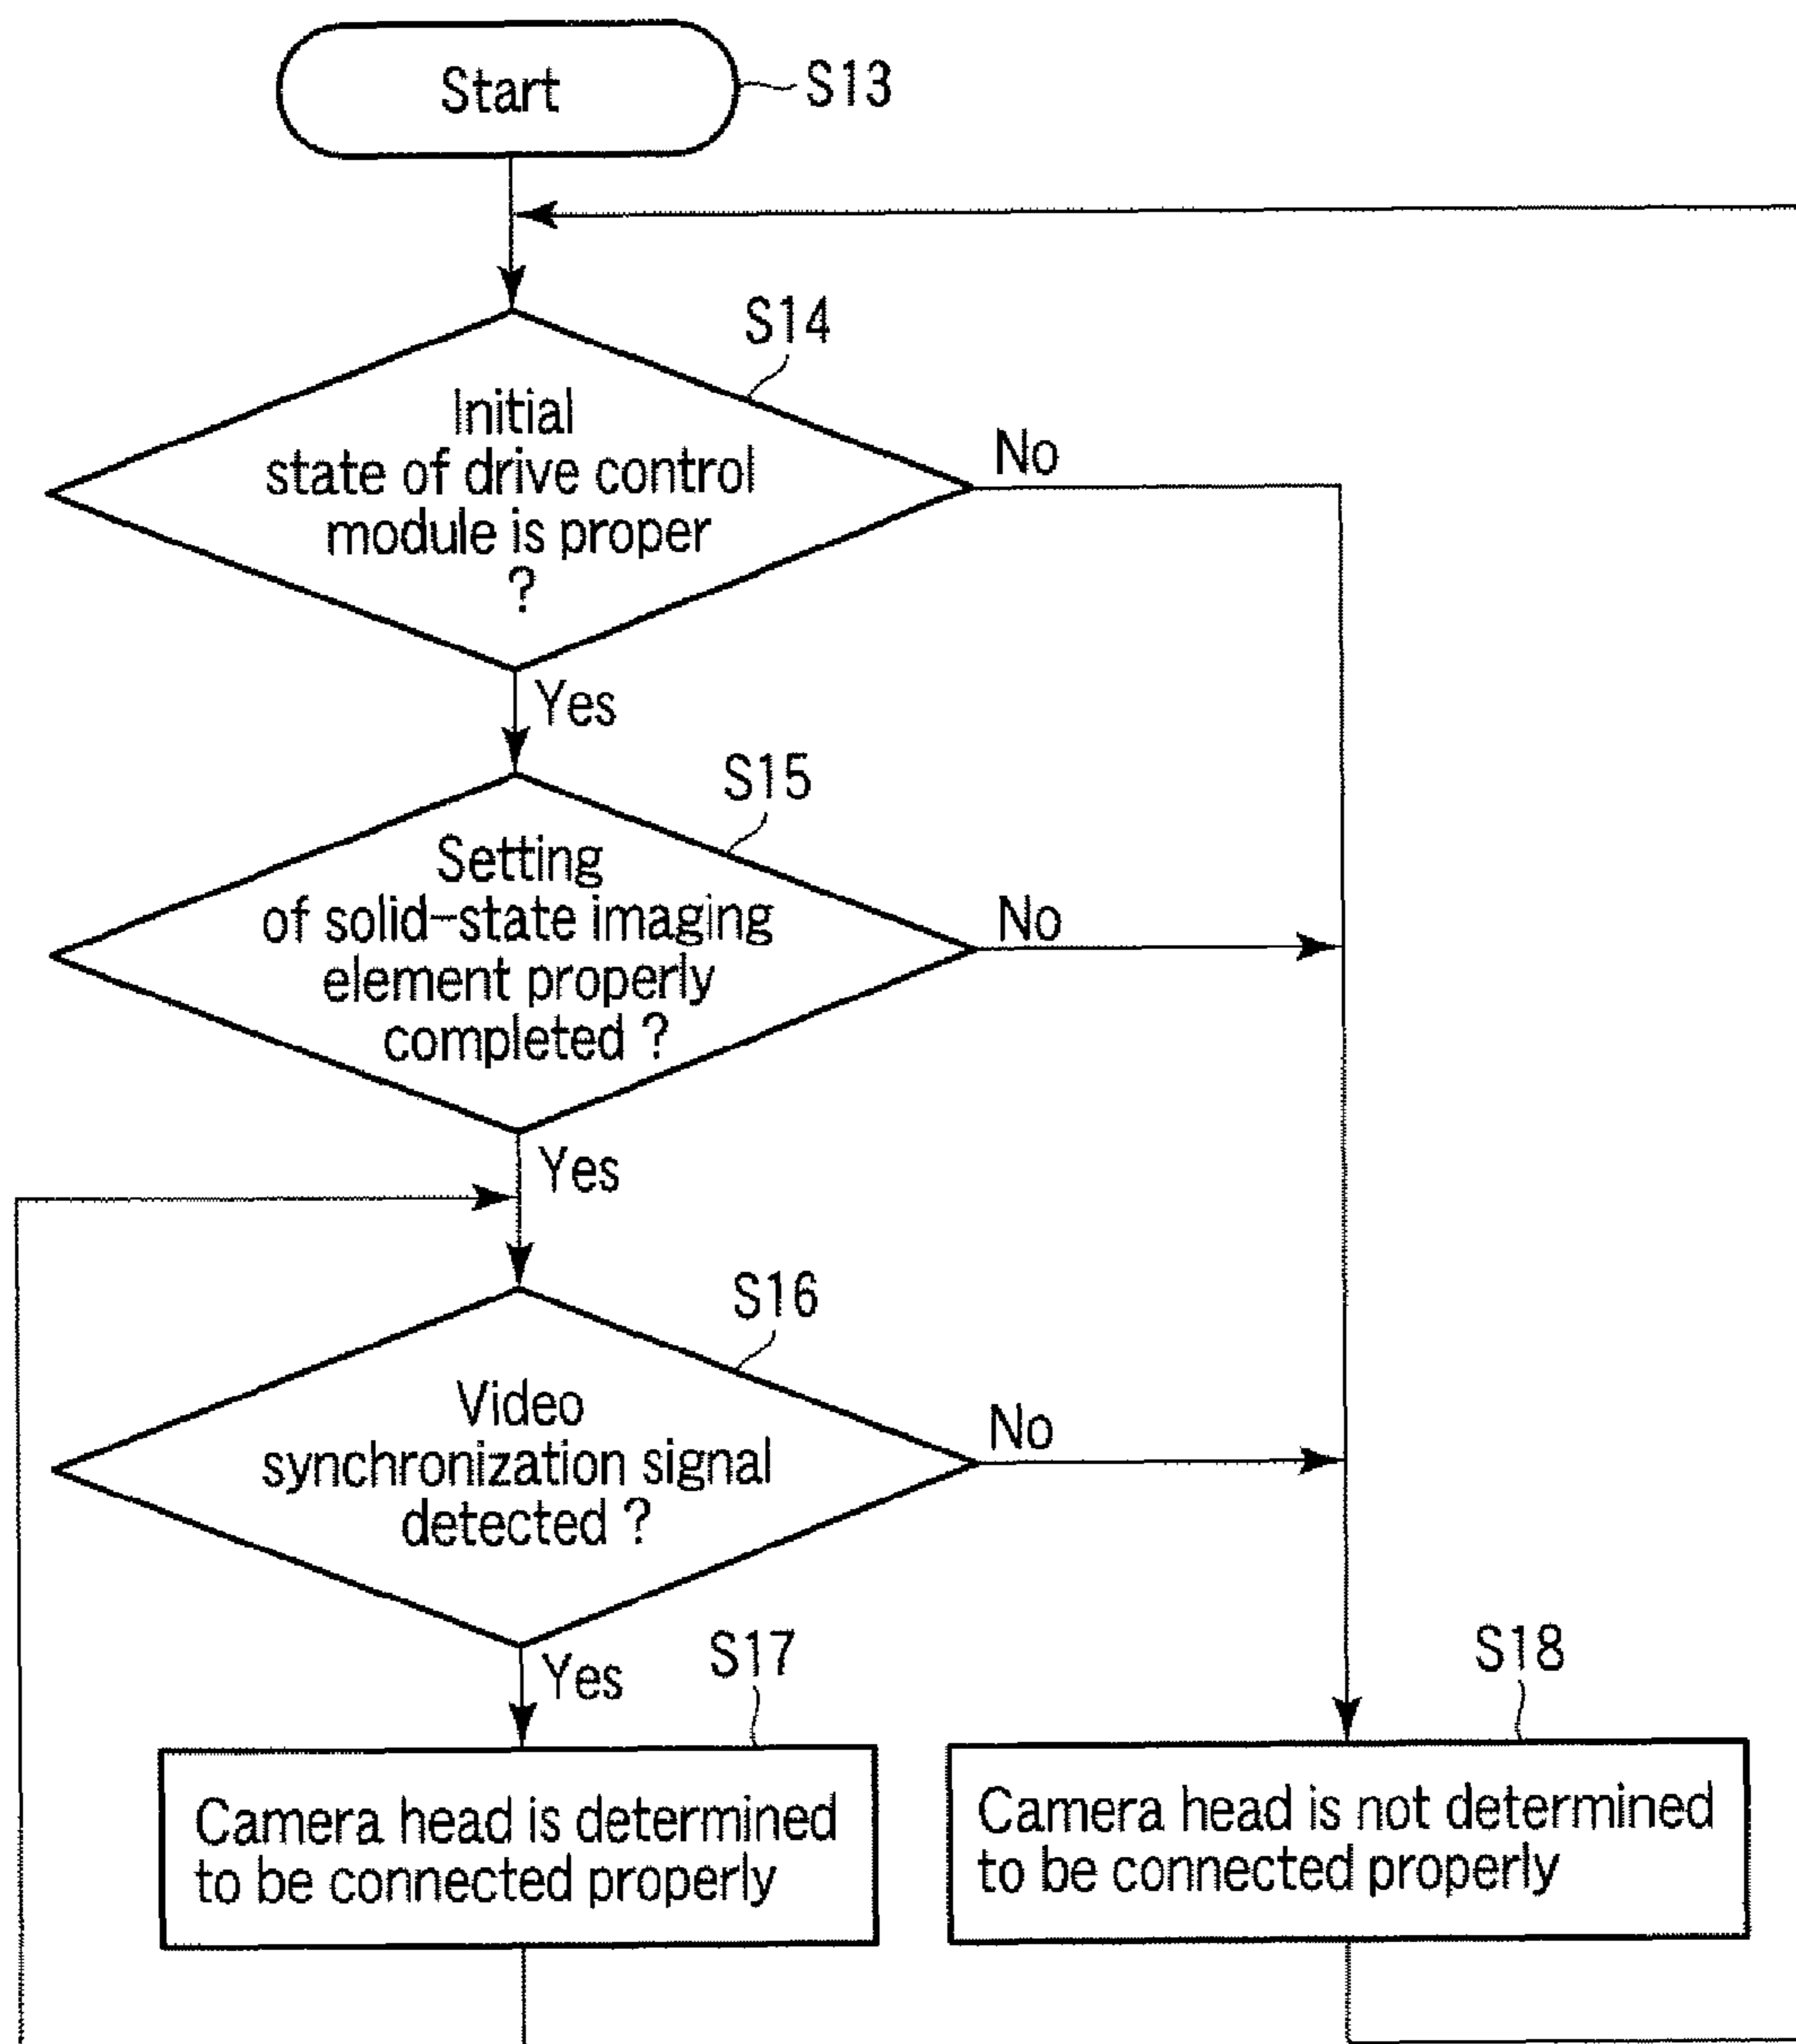 Start
S13
S14
Initial
state of drive control
module is proper
?
No
Yes
S15
Setting
of solid-state imaging
element properly
completed ?
No
Yes
S16
Video
synchronization signal
detected ?
No
Yes
S17
Camera head is determined
to be connected properly
S18
Camera head is not determined
to be connected properly